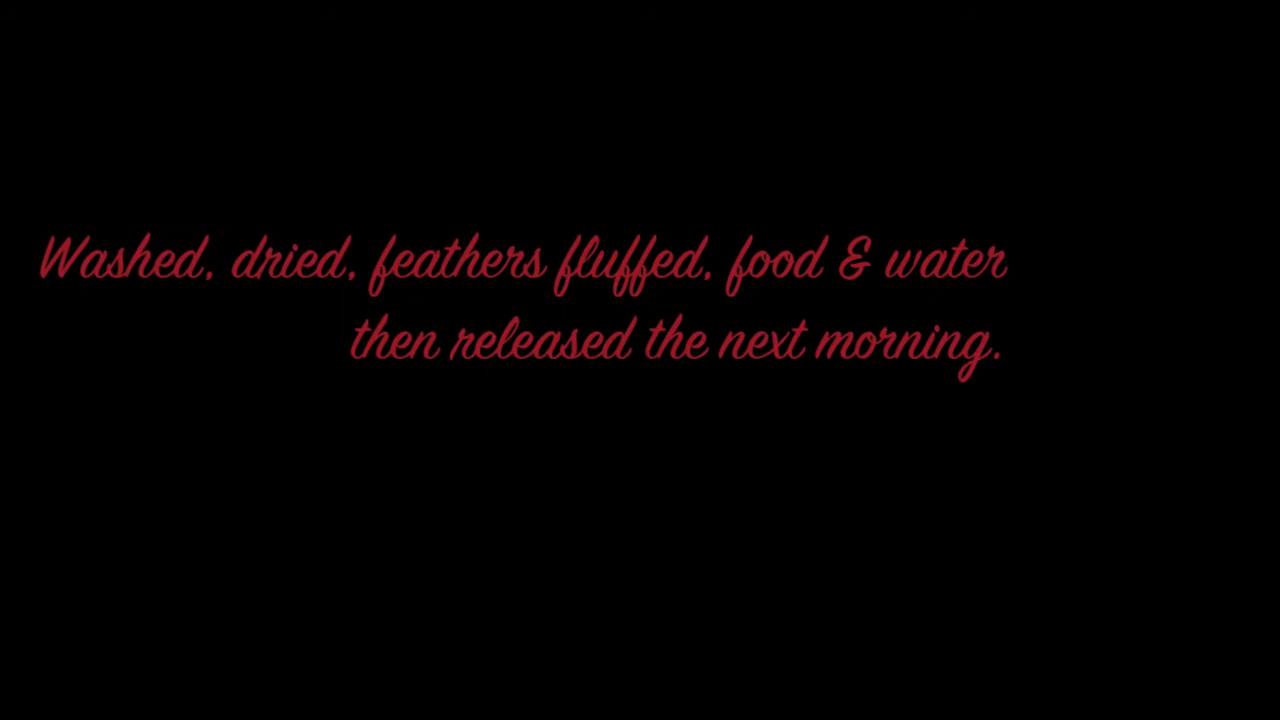 Washed, dried, feathers fluffed, food & water
then released the next morning.